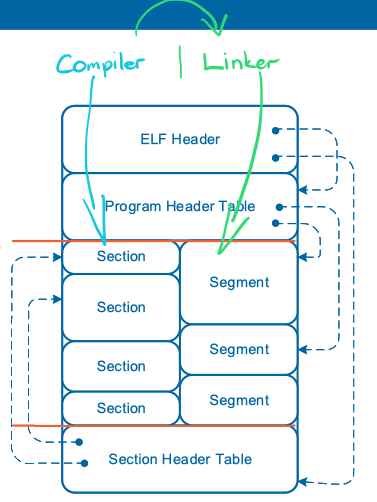 Compiler | Linker
ELF Header
Program Header Table
Section
Segment
Section
Segment
Section
Segment
Section
Section Header Table